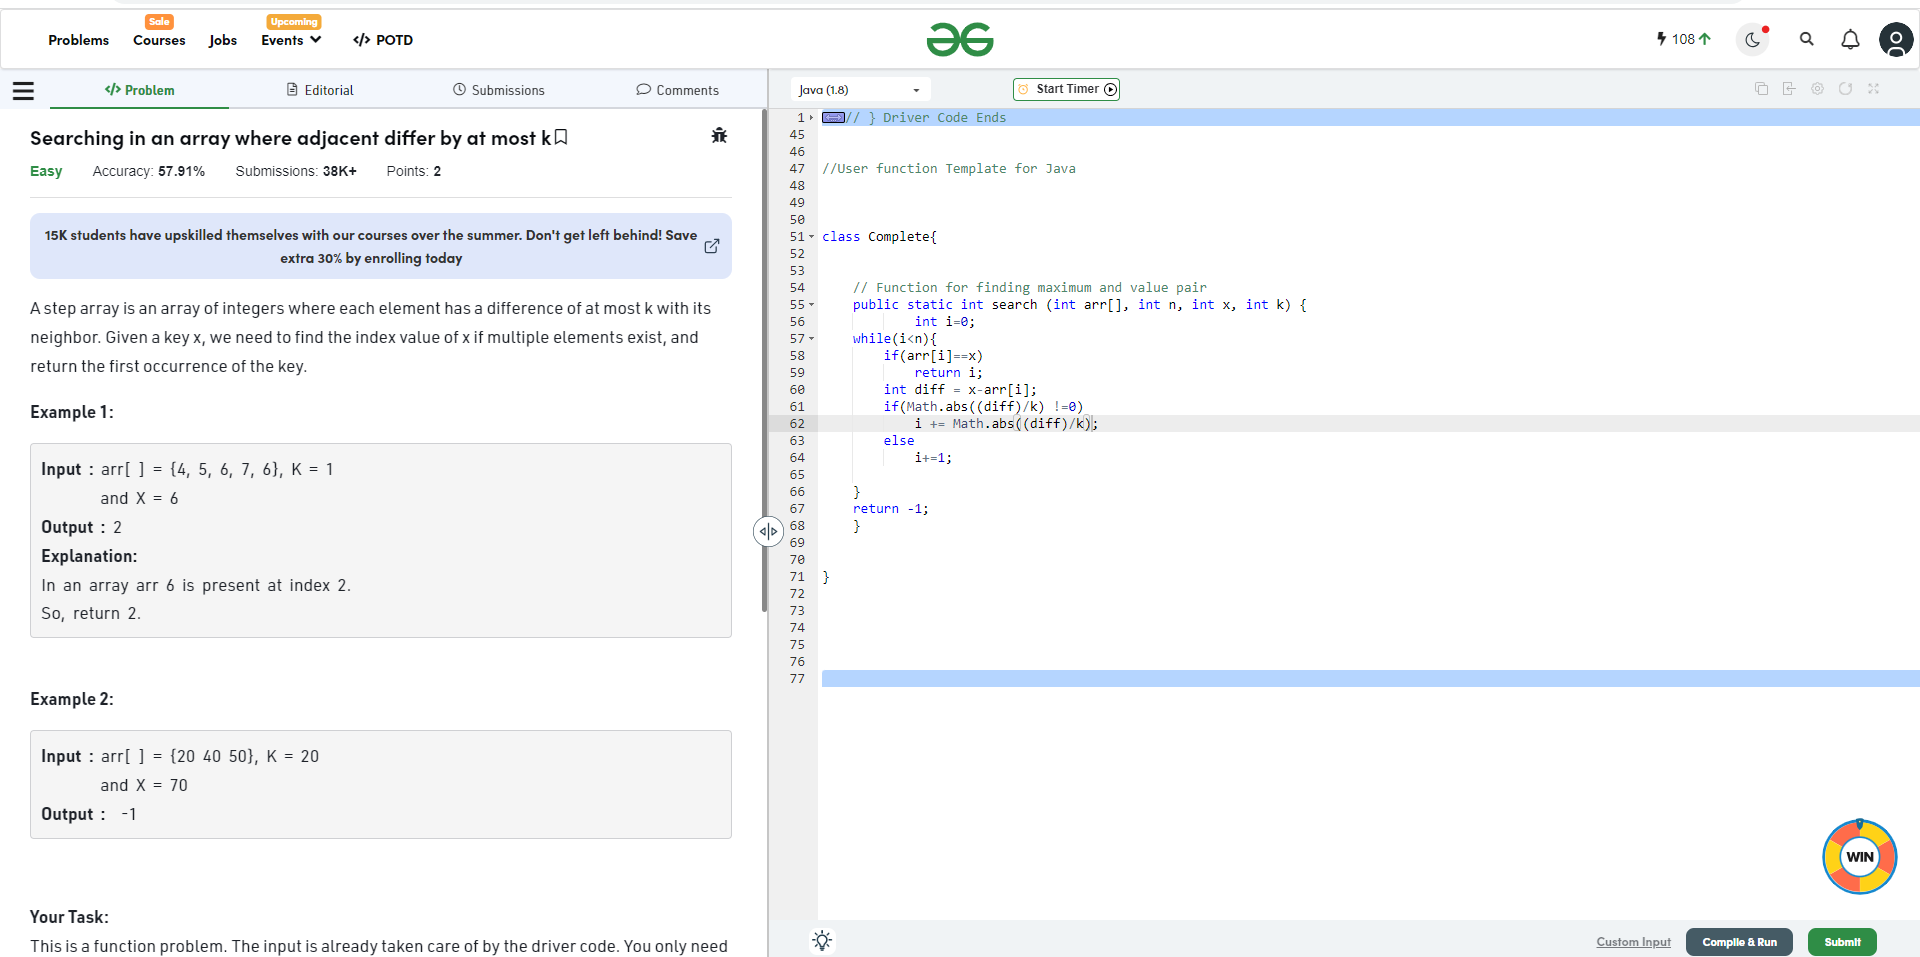 Sale
Upcoming
Problems Courses Jobs Events </> POTD
108
</> Problem Editorial Submissions Comments
Java (1.8) Start Timer
Searching in an array where adjacent differ by at most k
Easy Accuracy: 57.91% Submissions: 38K+ Points: 2
15K students have upskilled themselves with our courses over the summer. Don't get left behind! Save
extra 30% by enrolling today
A step array is an array of integers where each element has a difference of at most k with its
neighbor. Given a key x, we need to find the index value of x if multiple elements exist, and
return the first occurrence of the key.
Example 1:
Input : arr[ ] = {4, 5, 6, 7, 6}, K = 1
and X = 6
Output : 2
Explanation:
In an array arr 6 is present at index 2.
So, return 2.
Example 2:
Input : arr[ ] = {20 40 50}, K = 20
and X = 70
Output : -1
Your Task:
This is a function problem. The input is already taken care of by the driver code. You only need
1 // } Driver Code Ends
45
46
47 //User function Template for Java
48
49
50
51 class Complete{
52
53
54 // Function for finding maximum and value pair
55 public static int search (int arr[], int n, int x, int k) {
56 int i=0;
57 while(i<n){
58 if(arr[i]==x)
59 return i;
60 int diff = x-arr[i];
61 if(Math.abs((diff)/k) !=0)
62 i += Math.abs((diff)/k);
63 else
64 i+=1;
65
66 }
67 return -1;
68 }
69
70
71 }
72
73
74
75
76
77
WIN
Custom Input Compile & Run Submit